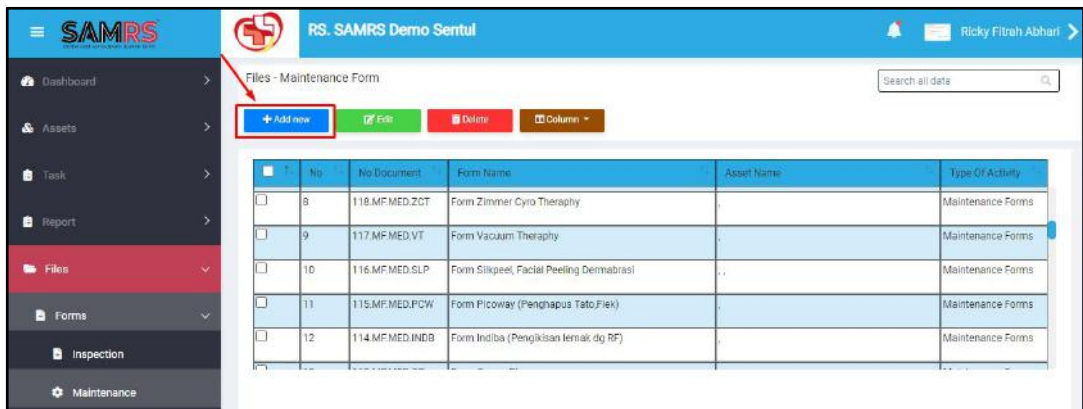 SAMRS
RS. SAMRS Demo Sentul
Ricky Fitrah Abhari
Dashboard
Assets
Task
Report
Files
Forms
Inspection
Maintenance
Files - Maintenance Form
Search all data
+ Add new
Edit
Delete
Column
No No Document Form Name Asset Name Type Of Activity
8 118.MF.MED.ZCT Form Zimmer Cyro Theraphy , Maintenance Forms
9 117.MF.MED.VT Form Vacuum Theraphy , Maintenance Forms
10 116.MF.MED.SLP Form Silkpeel, Facial Peeling Dermabrasi , , Maintenance Forms
11 115.MF.MED.PCW Form Picoway (Penghapus Tato,Flek) , Maintenance Forms
12 114.MF.MED.INDB Form Indiba (Pengikisan lemak dg RF) , Maintenance Forms